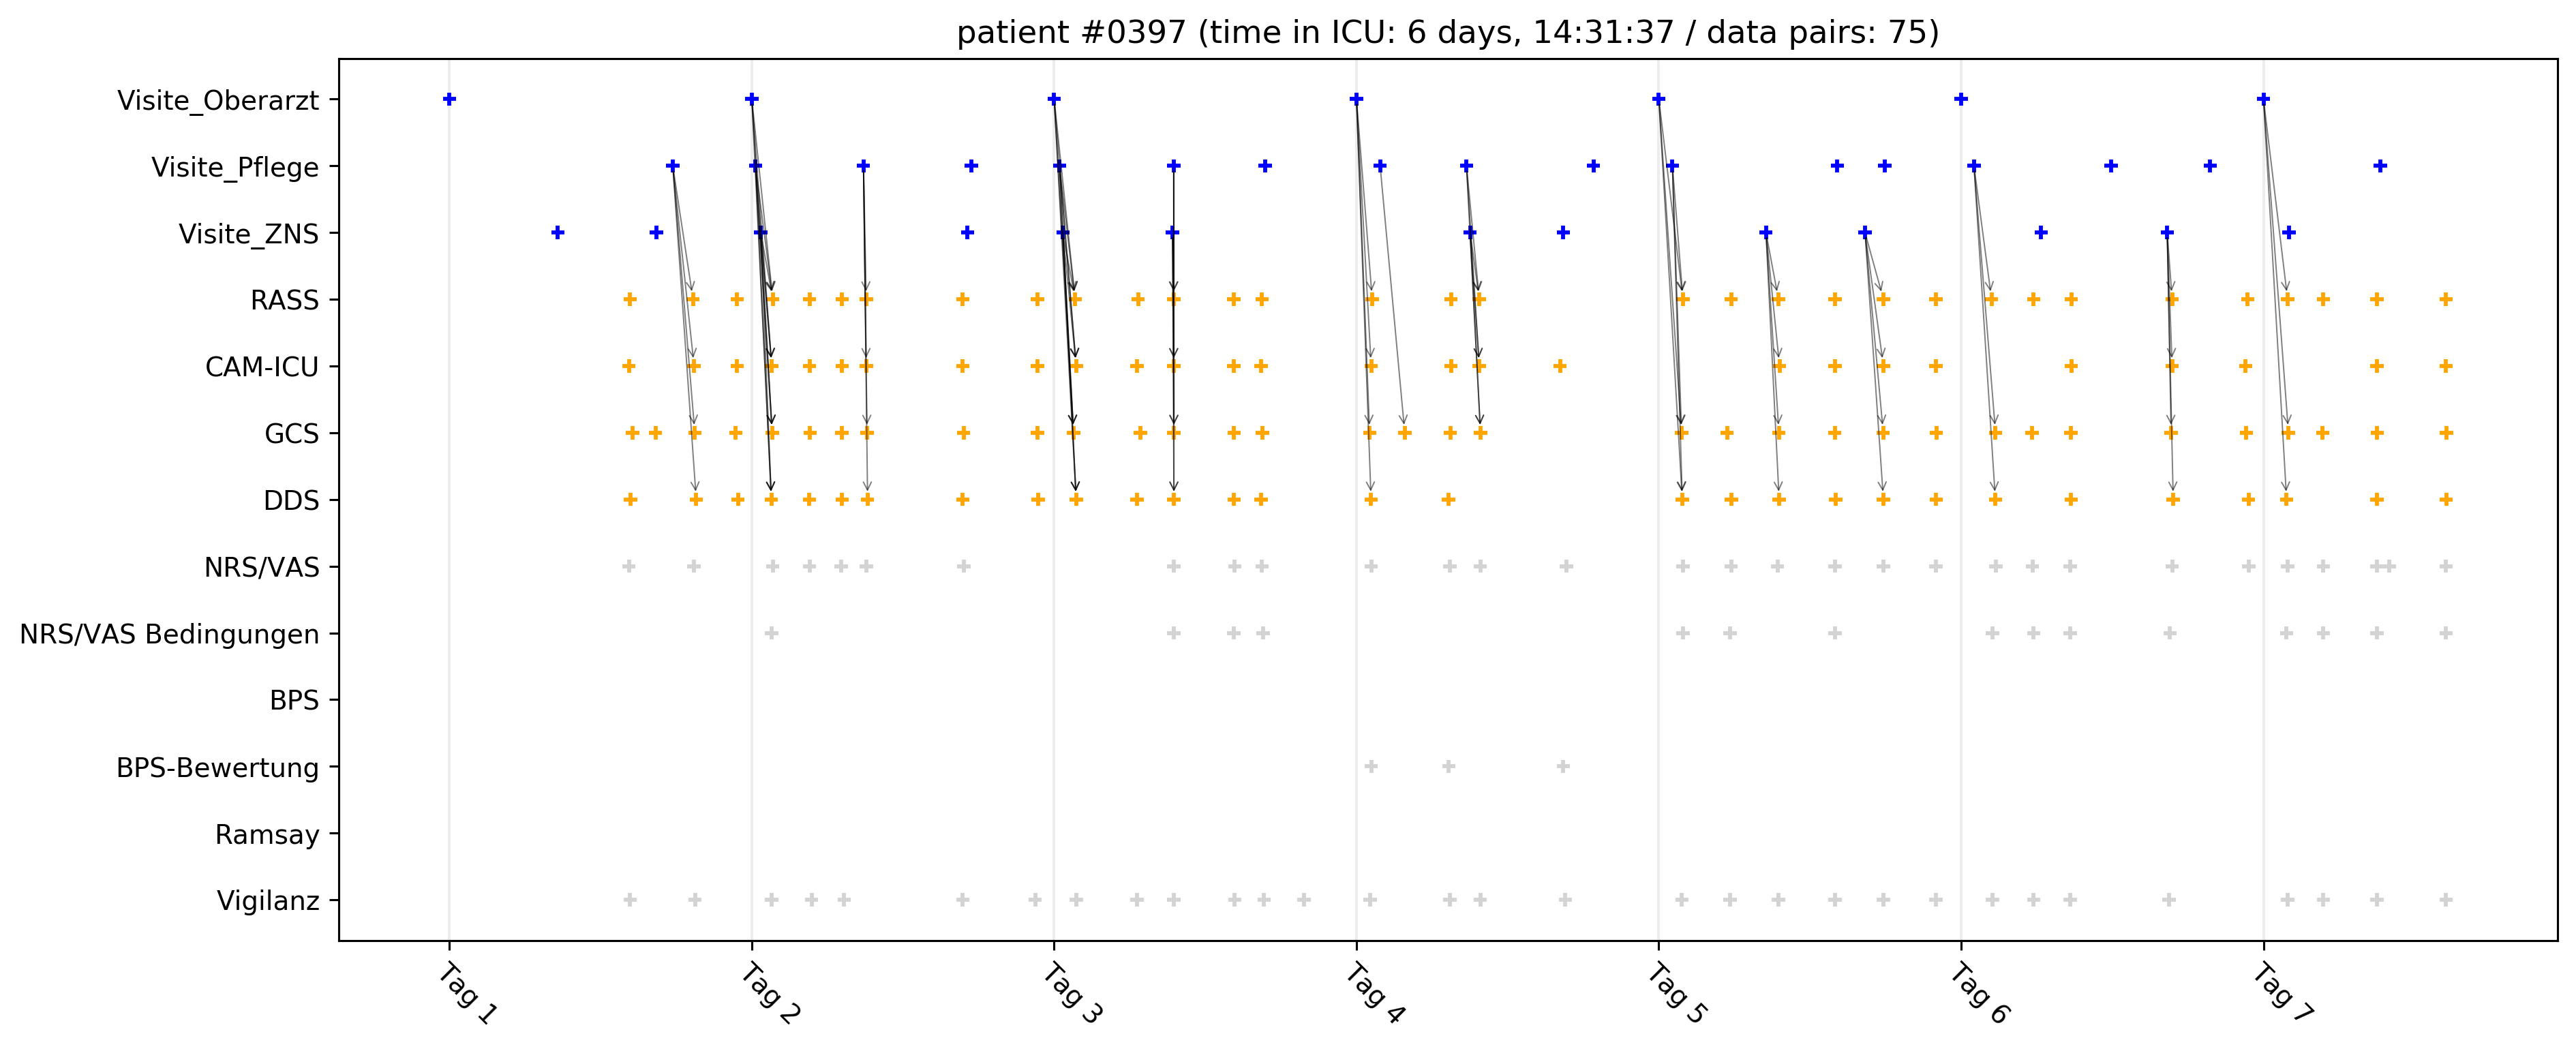 patient #0397 (time in ICU: 6 days, 14:31:37 / data pairs: 75)
Visite_Oberarzt
Visite_Pflege
Visite_ZNS
RASS
CAM-ICU
GCS
DDS
NRS/VAS
NRS/VAS Bedingungen
BPS
BPS-Bewertung
Ramsay
Vigilanz
Tag 1
Tag 2
Tag 3
Tag 4
Tag 5
Tag 6
Tag 7